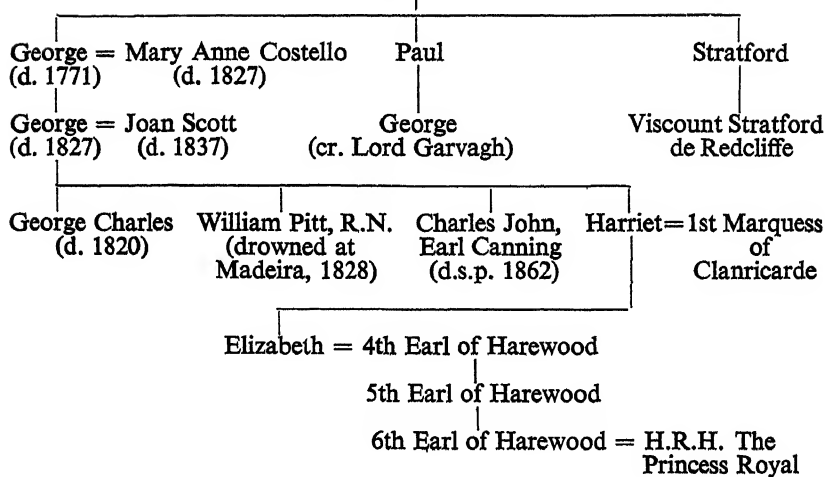 George = Mary Anne Costello Paul Stratford
(d. 1771) (d. 1827)
George = Joan Scott George Viscount Stratford
(d. 1827) (d. 1837) (cr. Lord Garvagh) de Redcliffe
George Charles William Pitt, R.N. Charles John, Harriet=1st Marquess
(d. 1820) (drowned at Earl Canning of
Madeira, 1828) (d.s.p. 1862) Clanricarde
Elizabeth = 4th Earl of Harewood
5th Earl of Harewood
6th Earl of Harewood = H.R.H. The
Princess Royal